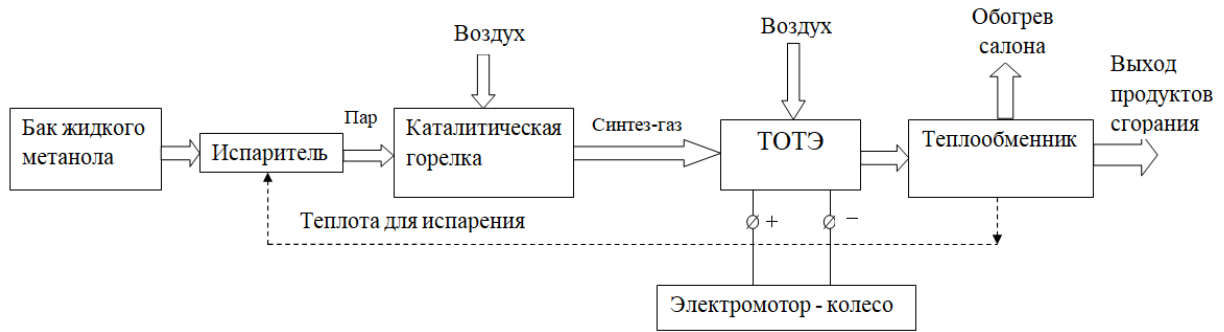 Воздух
Воздух
Обогрев
салона
Выход
продуктов
сгорания
Бак жидкого
метанола
Испаритель
Пар
Каталитическая
горелка
Синтез-газ
ТОТЭ
Теплообменник
Теплота для испарения
+
−
Электромотор - колесо